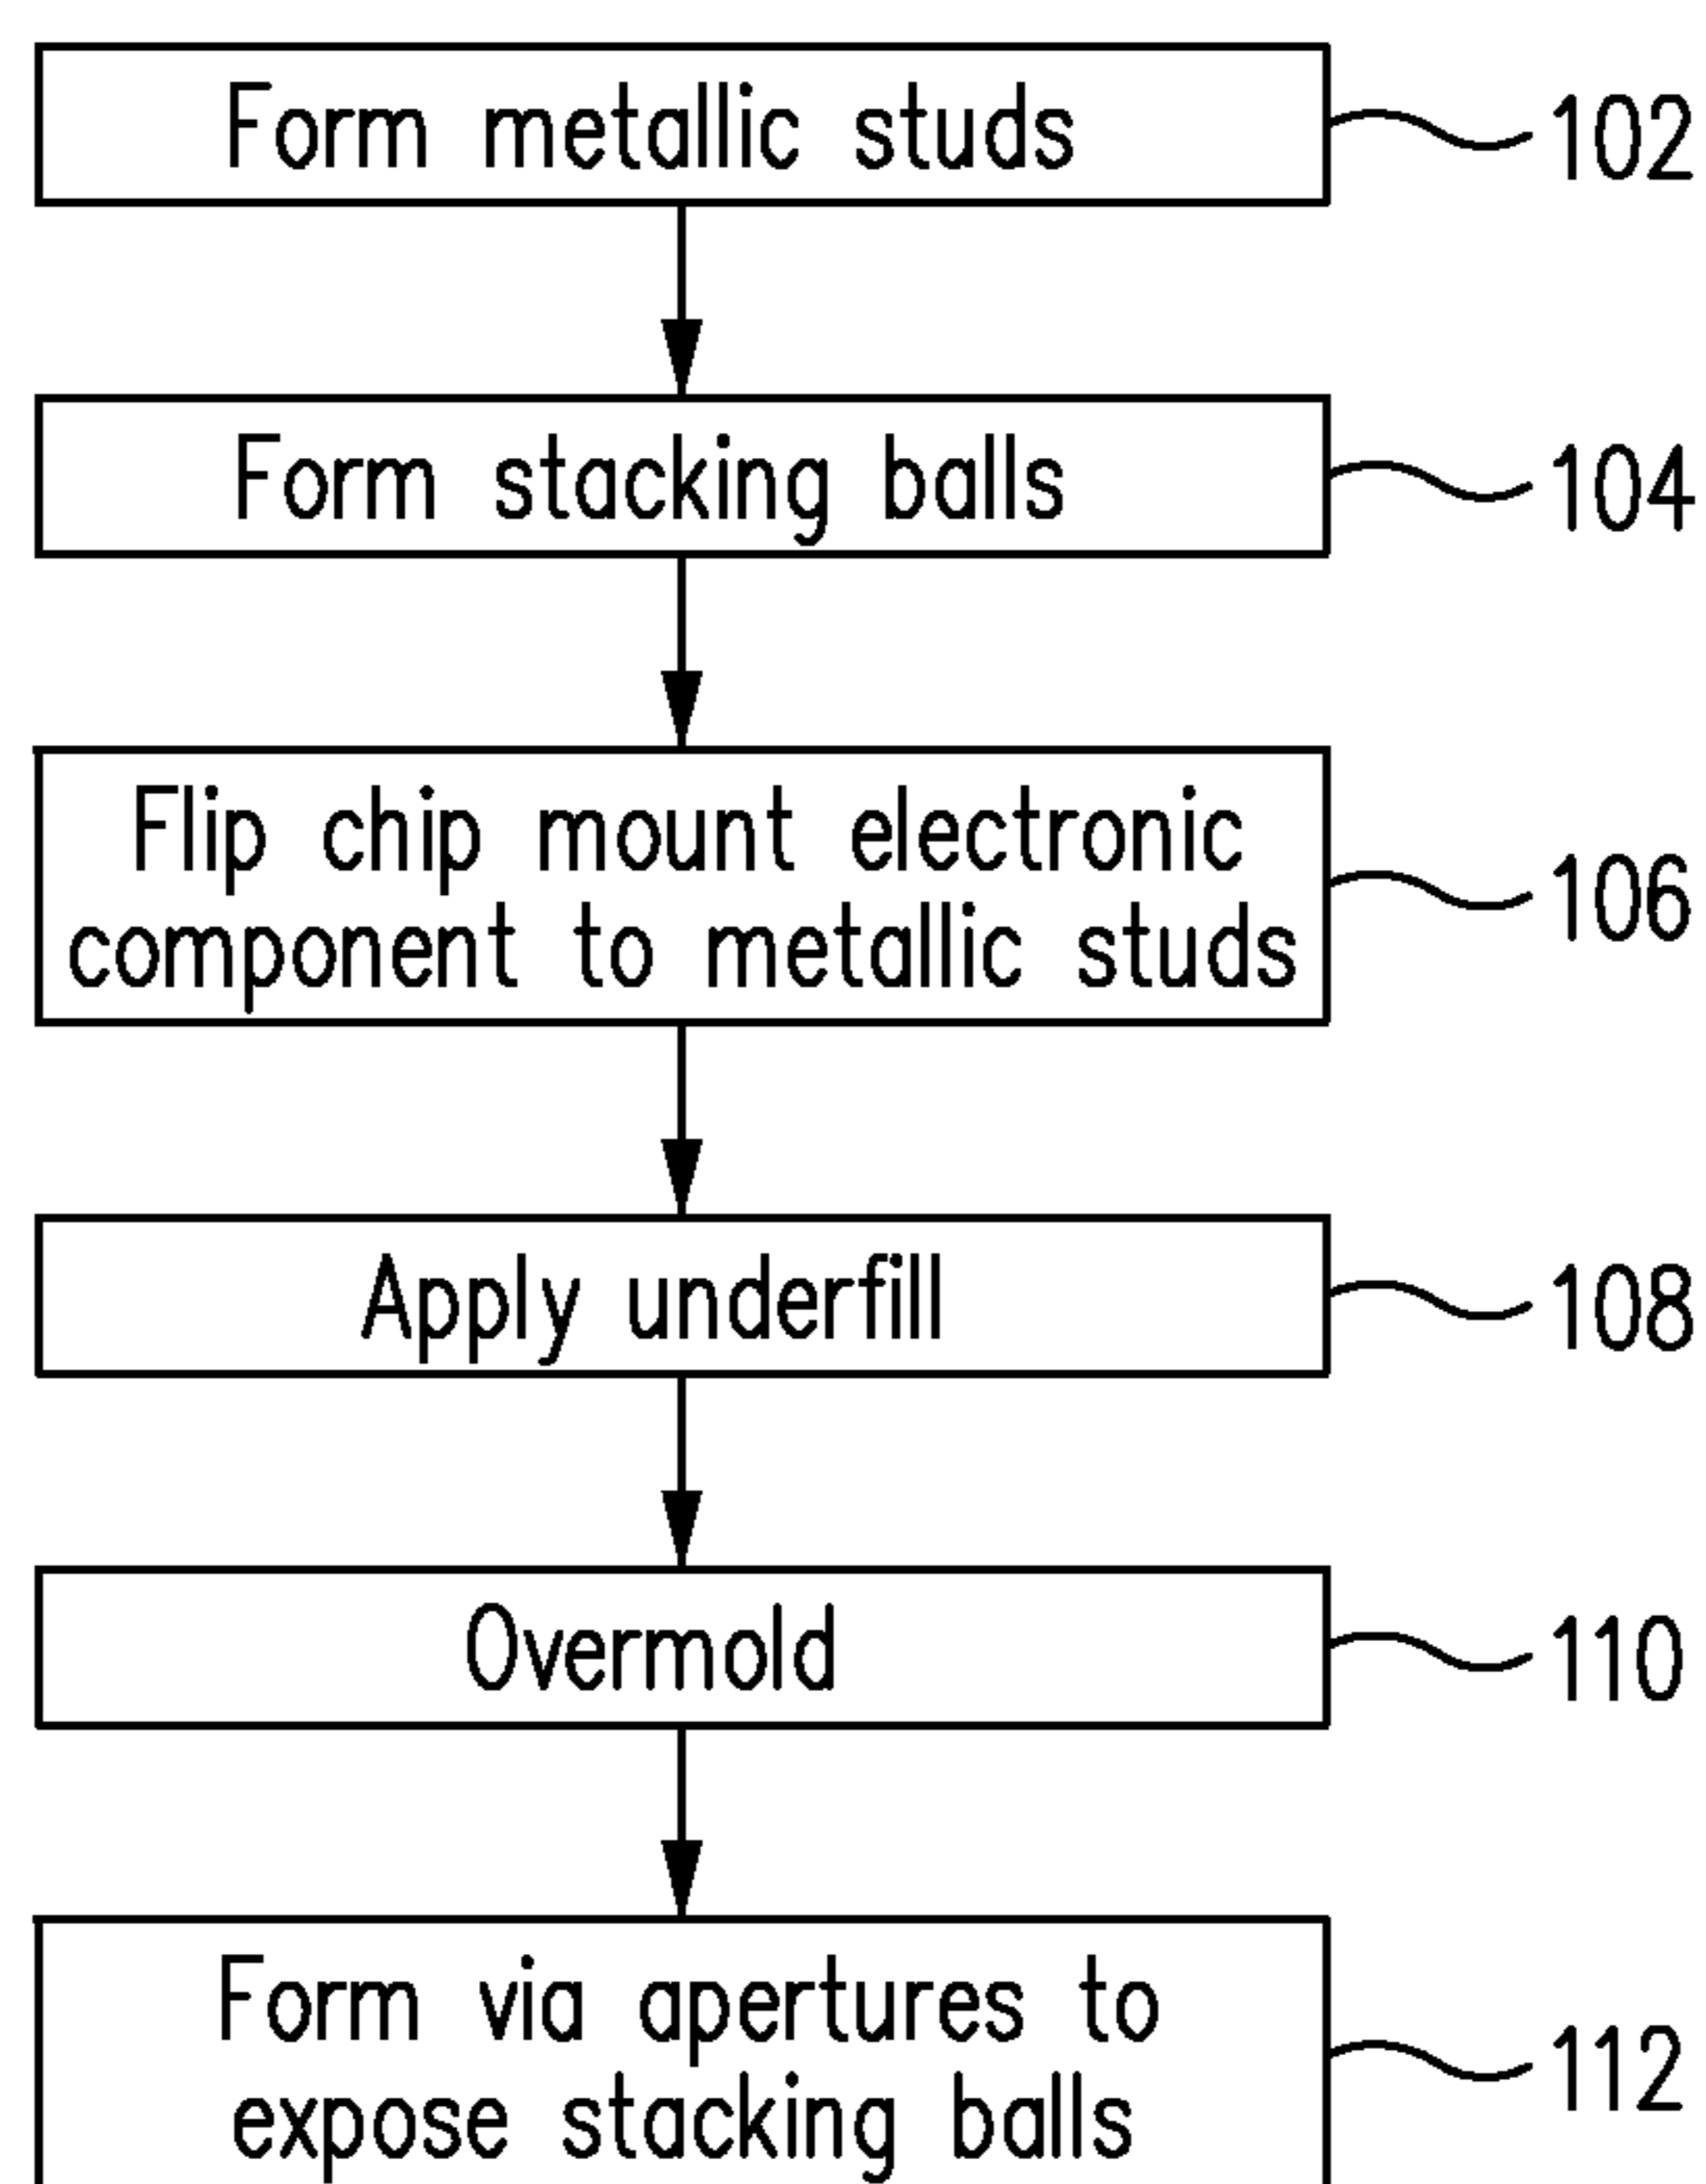 Form metallic studs
102
Form stacking balls
104
Flip chip mount electronic
component to metallic studs
106
Apply underfill
108
Overmold
110
Form via apertures to
expose stacking balls
112